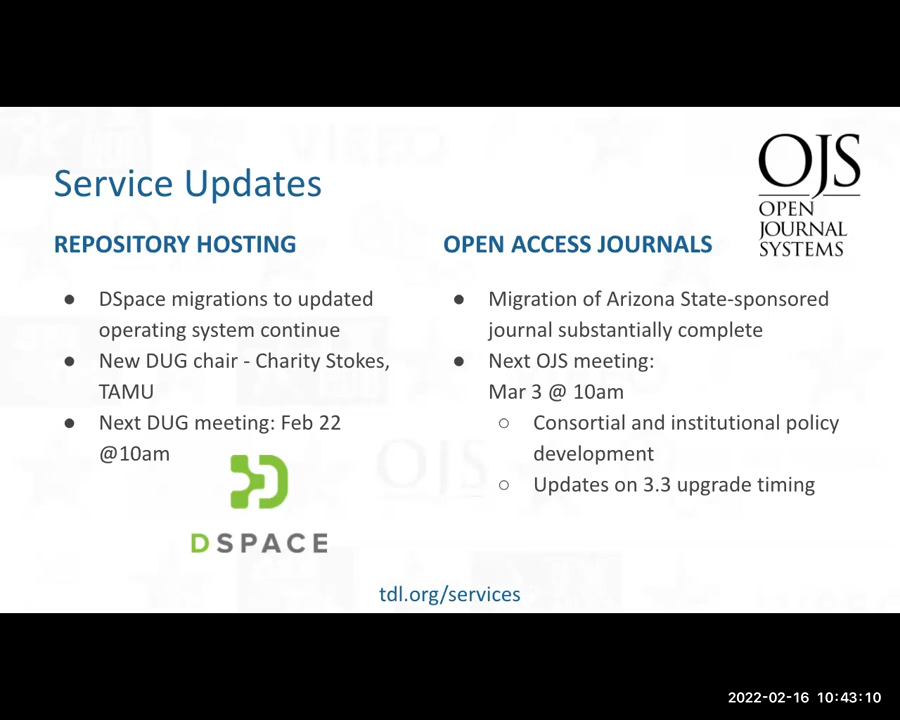 Service Updates
OJS
OPEN
JOURNAL
SYSTEMS
REPOSITORY HOSTING
● DSpace migrations to updated
operating system continue
● New DUG chair - Charity Stokes,
TAMU
● Next DUG meeting: Feb 22
@10am
DSPACE
OPEN ACCESS JOURNALS
● Migration of Arizona State-sponsored
journal substantially complete
● Next OJS meeting:
Mar 3 @ 10am
○ Consortial and institutional policy
development
○ Updates on 3.3 upgrade timing
tdl.org/services
2022-02-16 10:43:10